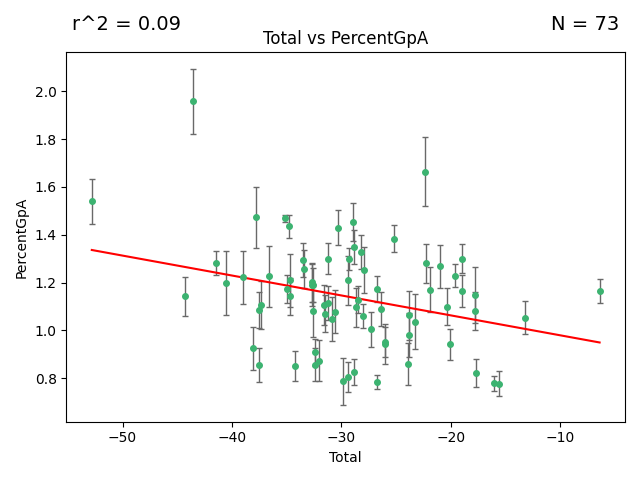 r^2 = 0.09
N = 73
Total vs PercentGpA
PercentGpA
2.0
1.8
1.6
1.4
1.2
1.0
0.8
−50
−40
−30
−20
−10
Total